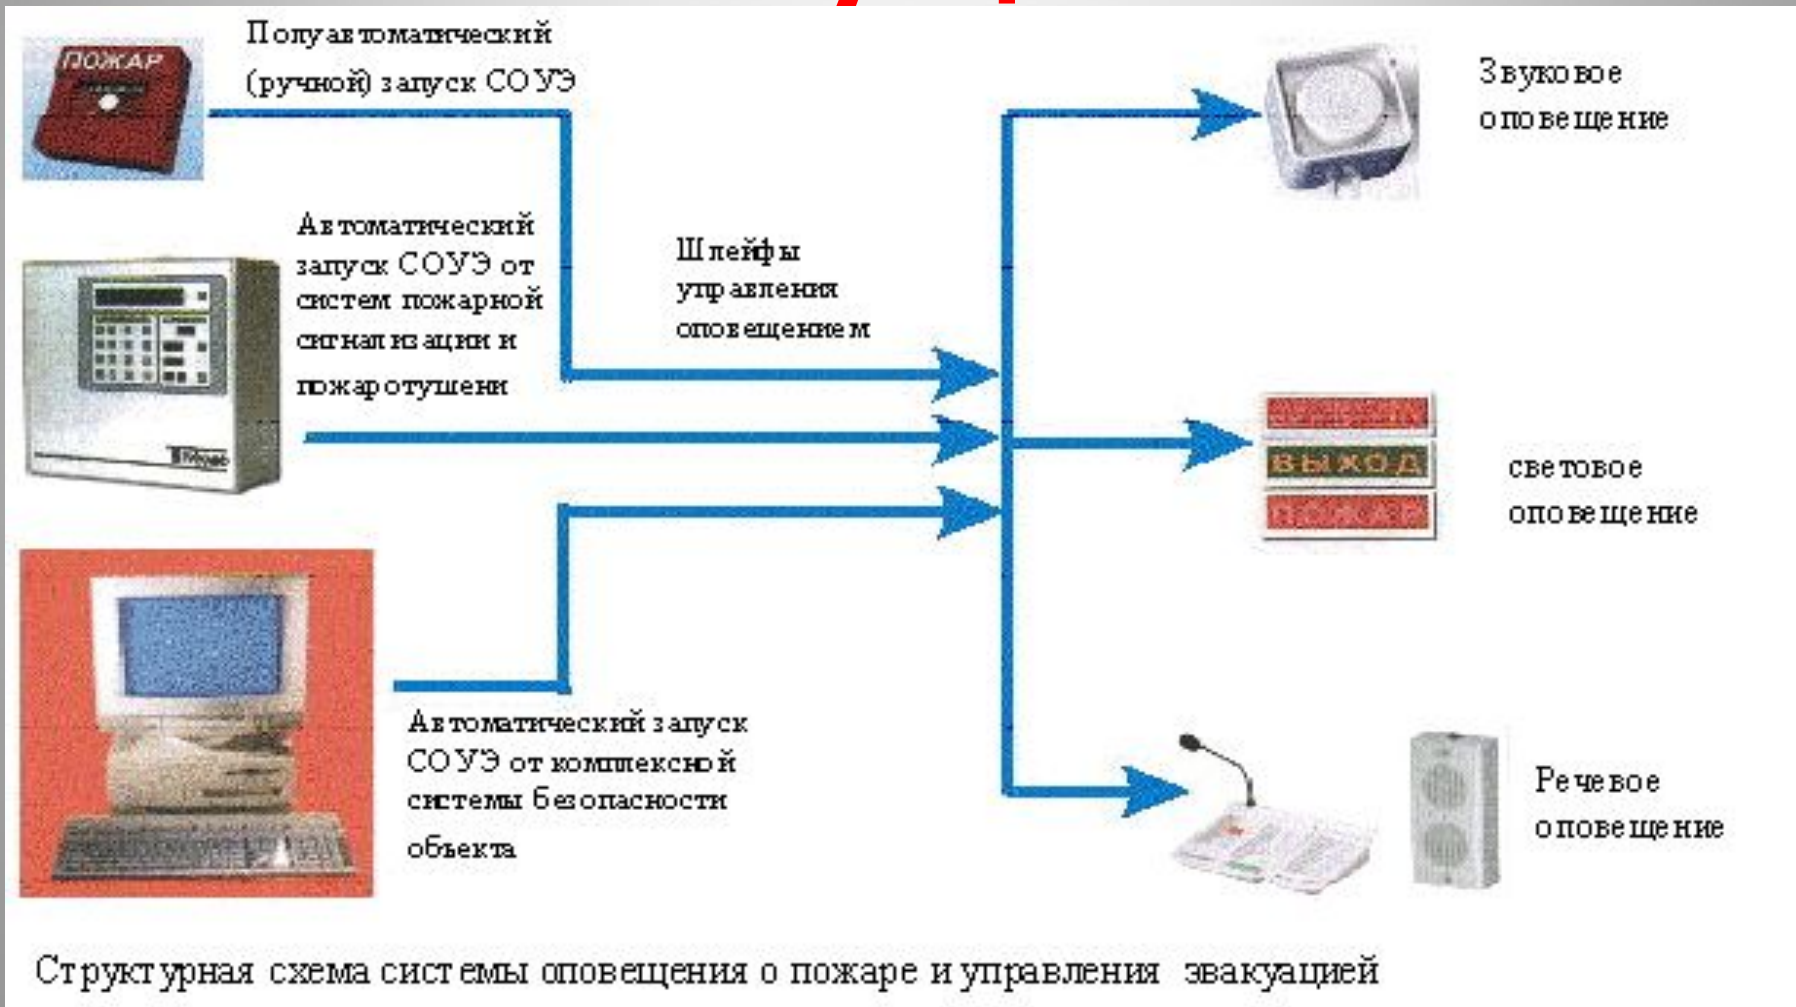 ПОЖАР
Полуавтоматический
(ручной) запуск СОУЭ
Автоматический
запуск СОУЭ от
систем пожарной
сигнализации и
пожаротушени
Шлейфы
управления
оповещением
Автоматический запуск
СОУЭ от комплексной
системы безопасности
объекта
Звуковое
оповещение
ВЫХОД
ПОЖАР
световое
оповещение
Речевое
оповещение
Структурная схема системы оповещения о пожаре и управления эвакуацией